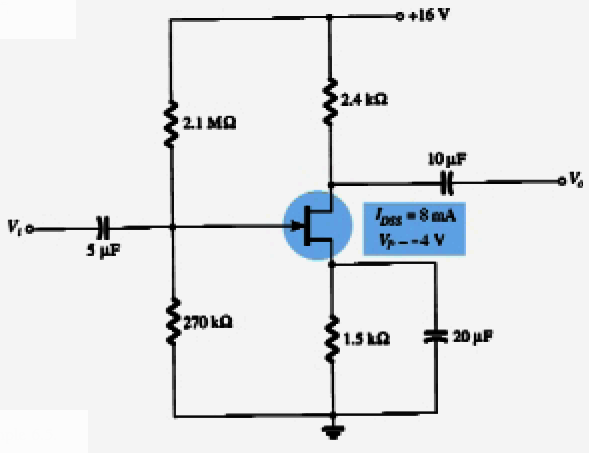 +16 V
2.4 kΩ
2.1 MΩ
10 μF
Vo
IDSS = 8 mA
VP = -4 V
Vi
5 μF
270 kΩ
1.5 kΩ
20 μF